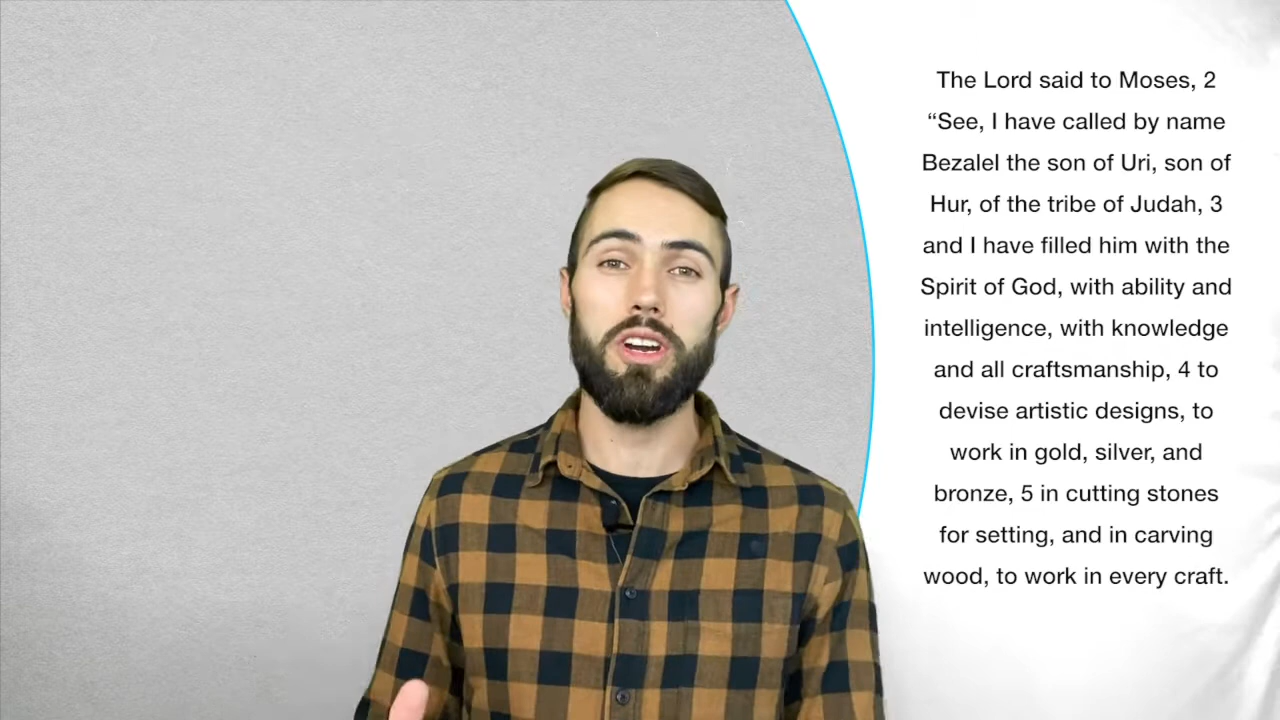 The Lord said to Moses, 2
“See, I have called by name
Bezalel the son of Uri, son of
Hur, of the tribe of Judah, 3
and I have filled him with the
Spirit of God, with ability and
intelligence, with knowledge
and all craftsmanship, 4 to
devise artistic designs, to
work in gold, silver, and
bronze, 5 in cutting stones
for setting, and in carving
wood, to work in every craft.